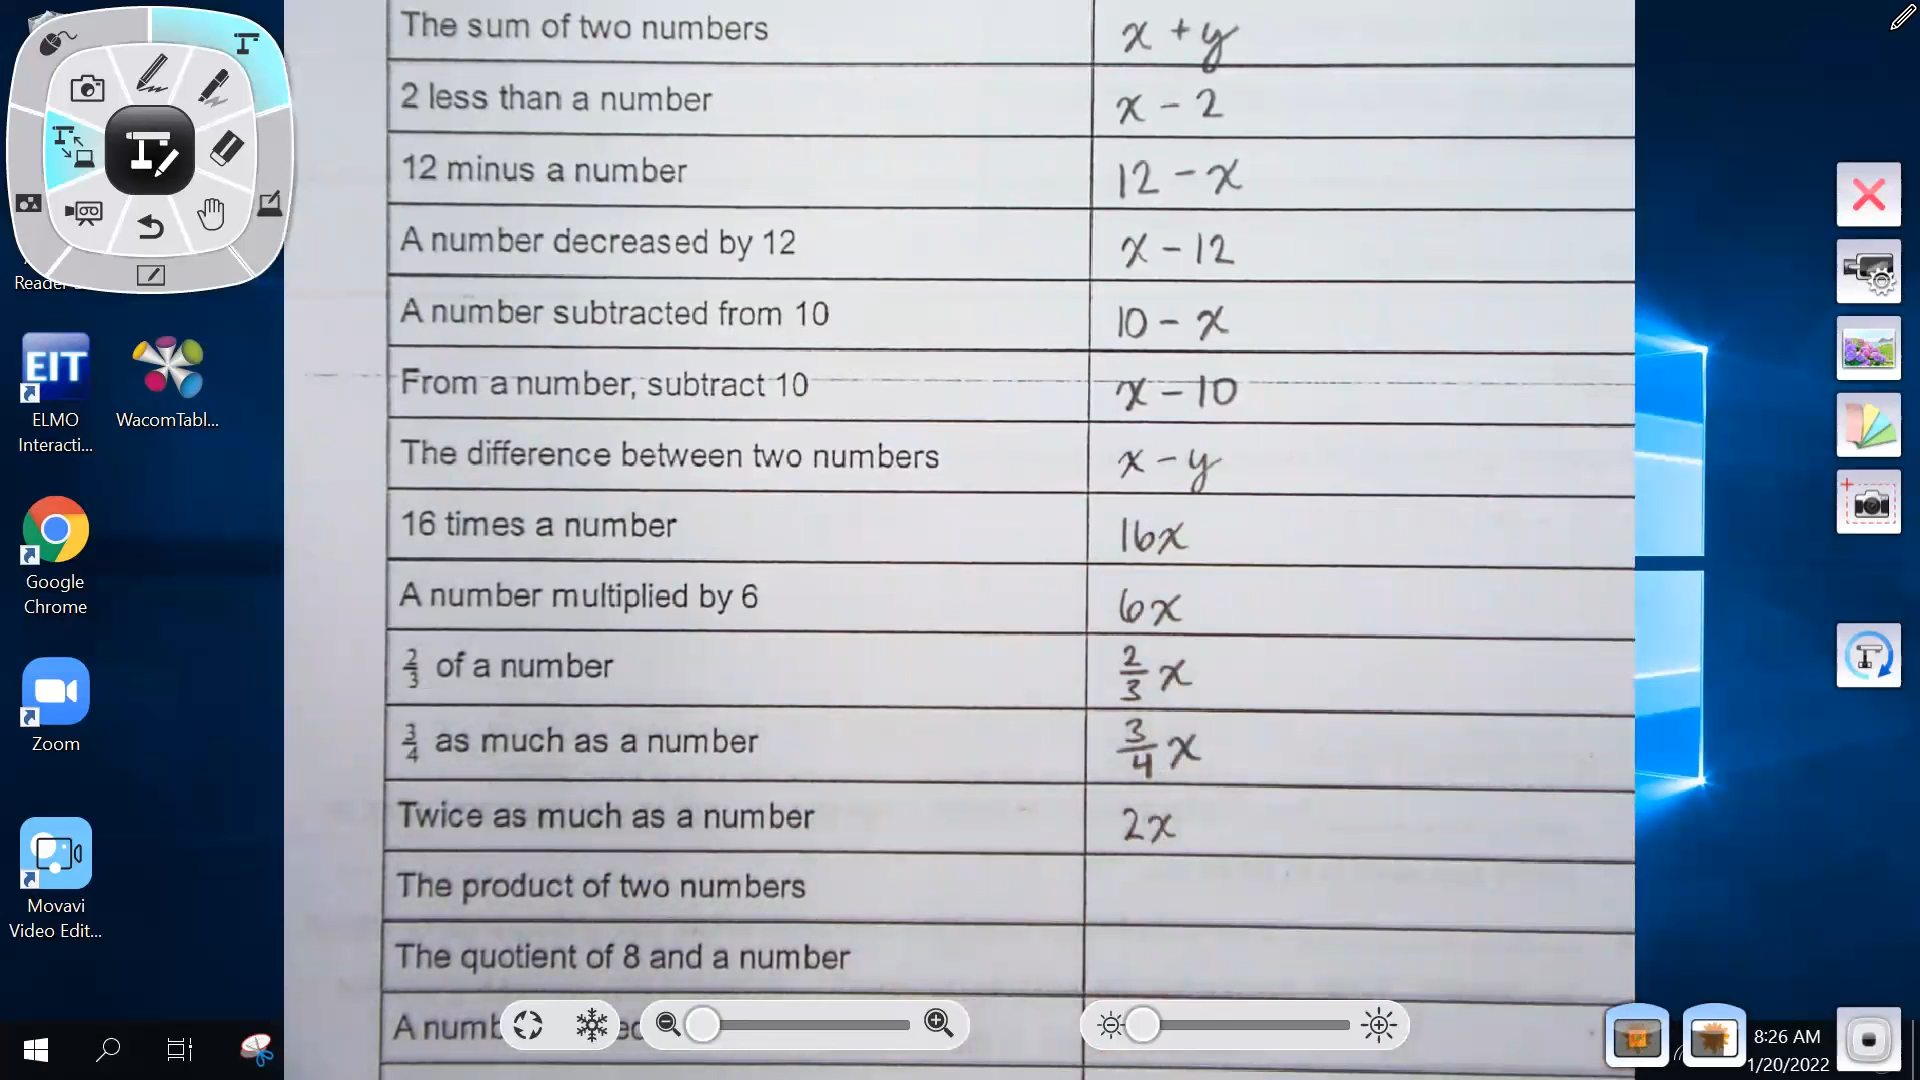 The sum of two numbers x + y
2 less than a number x - 2
12 minus a number 12 - x
A number decreased by 12 x - 12
A number subtracted from 10 10 - x
From a number, subtract 10 x - 10
The difference between two numbers x - y
16 times a number 16x
A number multiplied by 6 6x
2/3 of a number 2/3 x
3/4 as much as a number 3/4 x
Twice as much as a number 2x
The product of two numbers
The quotient of 8 and a number
A
Reader
EIT
ELMO
Interacti...
WacomTabl...
Google
Chrome
Zoom
Movavi
Video Edit...
8:26 AM
1/20/2022